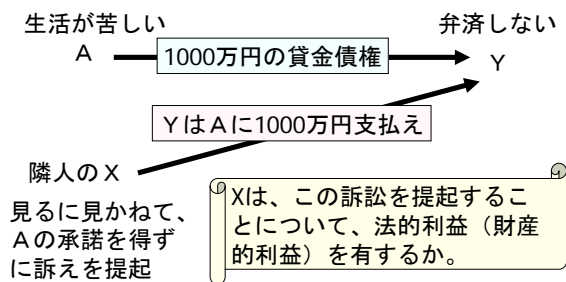 生活が苦しい
弁済しない
A
1000万円の貸金債権
Y
YはAに1000万円支払え
隣人のX
見るに見かねて、
Aの承諾を得ず
に訴えを提起
Xは、この訴訟を提起するこ
とについて、法的利益(財産
的利益)を有するか。